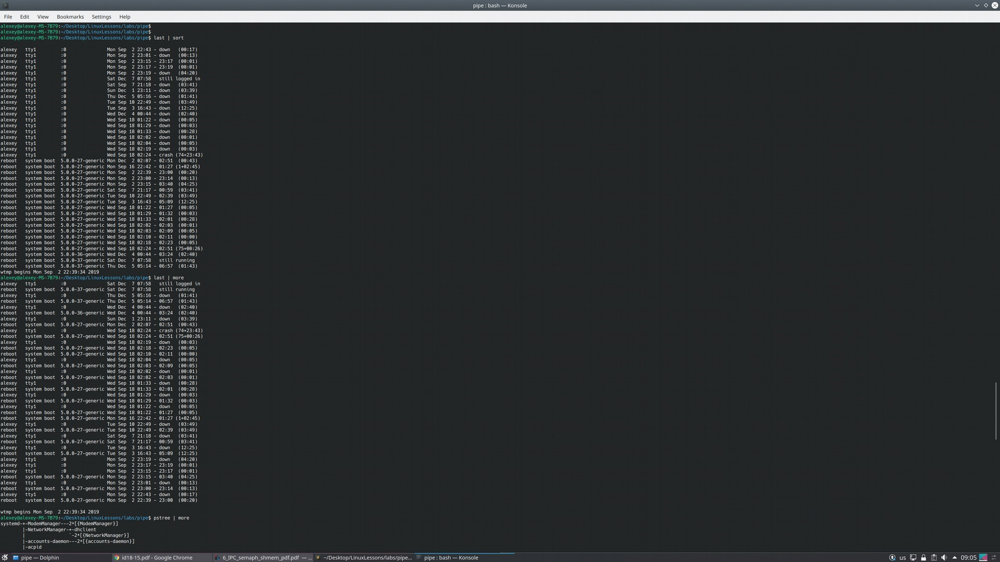 pipe : bash — Konsole
File Edit View Bookmarks Settings Help
alexey@alexey-MS-7B79:~/Desktop/LinuxLessons/labs/pipe$
alexey@alexey-MS-7B79:~/Desktop/LinuxLessons/labs/pipe$
alexey@alexey-MS-7B79:~/Desktop/LinuxLessons/labs/pipe$ last | sort
alexey   tty1         :0               Mon Sep  2 22:43 - down   (00:17)
alexey   tty1         :0               Mon Sep  2 23:01 - down   (00:13)
alexey   tty1         :0               Mon Sep  2 23:15 - 23:17  (00:01)
alexey   tty1         :0               Mon Sep  2 23:17 - 23:19  (00:01)
alexey   tty1         :0               Mon Sep  2 23:19 - down   (04:20)
alexey   tty1         :0               Sat Dec  7 07:58   still logged in
alexey   tty1         :0               Sat Sep  7 21:18 - down   (03:41)
alexey   tty1         :0               Sun Dec  1 23:11 - down   (03:39)
alexey   tty1         :0               Thu Dec  5 05:16 - down   (01:41)
alexey   tty1         :0               Tue Sep 10 22:49 - down   (03:49)
alexey   tty1         :0               Tue Sep  3 16:43 - down   (12:25)
alexey   tty1         :0               Wed Dec  4 00:44 - down   (02:40)
alexey   tty1         :0               Wed Sep 18 01:22 - down   (00:05)
alexey   tty1         :0               Wed Sep 18 01:29 - down   (00:03)
alexey   tty1         :0               Wed Sep 18 01:33 - down   (00:28)
alexey   tty1         :0               Wed Sep 18 02:02 - down   (00:01)
alexey   tty1         :0               Wed Sep 18 02:04 - down   (00:05)
alexey   tty1         :0               Wed Sep 18 02:19 - down   (00:03)
alexey   tty1         :0               Wed Sep 18 02:24 - crash (74+23:43)
reboot   system boot  5.0.0-27-generic Mon Dec  2 02:07 - 02:51  (00:43)
reboot   system boot  5.0.0-27-generic Mon Sep 16 22:42 - 01:27 (1+02:45)
reboot   system boot  5.0.0-27-generic Mon Sep  2 22:39 - 23:00  (00:20)
reboot   system boot  5.0.0-27-generic Mon Sep  2 23:00 - 23:14  (00:13)
reboot   system boot  5.0.0-27-generic Mon Sep  2 23:15 - 03:40  (04:25)
reboot   system boot  5.0.0-27-generic Sat Sep  7 21:17 - 00:59  (03:41)
reboot   system boot  5.0.0-27-generic Tue Sep 10 22:49 - 02:39  (03:49)
reboot   system boot  5.0.0-27-generic Tue Sep  3 16:43 - 05:09  (12:25)
reboot   system boot  5.0.0-27-generic Wed Sep 18 01:22 - 01:27  (00:05)
reboot   system boot  5.0.0-27-generic Wed Sep 18 01:29 - 01:32  (00:03)
reboot   system boot  5.0.0-27-generic Wed Sep 18 01:33 - 02:01  (00:28)
reboot   system boot  5.0.0-27-generic Wed Sep 18 02:02 - 02:03  (00:01)
reboot   system boot  5.0.0-27-generic Wed Sep 18 02:03 - 02:09  (00:05)
reboot   system boot  5.0.0-27-generic Wed Sep 18 02:10 - 02:11  (00:00)
reboot   system boot  5.0.0-27-generic Wed Sep 18 02:18 - 02:23  (00:05)
reboot   system boot  5.0.0-27-generic Wed Sep 18 02:24 - 02:51 (75+00:26)
reboot   system boot  5.0.0-36-generic Wed Dec  4 00:44 - 03:24  (02:40)
reboot   system boot  5.0.0-37-generic Sat Dec  7 07:58   still running
reboot   system boot  5.0.0-37-generic Thu Dec  5 05:14 - 06:57  (01:43)
wtmp begins Mon Sep  2 22:39:34 2019
alexey@alexey-MS-7B79:~/Desktop/LinuxLessons/labs/pipe$ last | more
alexey   tty1         :0               Sat Dec  7 07:58   still logged in
reboot   system boot  5.0.0-37-generic Sat Dec  7 07:58   still running
alexey   tty1         :0               Thu Dec  5 05:16 - down   (01:41)
reboot   system boot  5.0.0-37-generic Thu Dec  5 05:14 - 06:57  (01:43)
alexey   tty1         :0               Wed Dec  4 00:44 - down   (02:40)
reboot   system boot  5.0.0-36-generic Wed Dec  4 00:44 - 03:24  (02:40)
alexey   tty1         :0               Sun Dec  1 23:11 - down   (03:39)
reboot   system boot  5.0.0-27-generic Mon Dec  2 02:07 - 02:51  (00:43)
alexey   tty1         :0               Wed Sep 18 02:24 - crash (74+23:43)
reboot   system boot  5.0.0-27-generic Wed Sep 18 02:24 - 02:51 (75+00:26)
alexey   tty1         :0               Wed Sep 18 02:19 - down   (00:03)
reboot   system boot  5.0.0-27-generic Wed Sep 18 02:18 - 02:23  (00:05)
reboot   system boot  5.0.0-27-generic Wed Sep 18 02:10 - 02:11  (00:00)
alexey   tty1         :0               Wed Sep 18 02:04 - down   (00:05)
reboot   system boot  5.0.0-27-generic Wed Sep 18 02:03 - 02:09  (00:05)
alexey   tty1         :0               Wed Sep 18 02:02 - down   (00:01)
reboot   system boot  5.0.0-27-generic Wed Sep 18 02:02 - 02:03  (00:01)
alexey   tty1         :0               Wed Sep 18 01:33 - down   (00:28)
reboot   system boot  5.0.0-27-generic Wed Sep 18 01:33 - 02:01  (00:28)
alexey   tty1         :0               Wed Sep 18 01:29 - down   (00:03)
reboot   system boot  5.0.0-27-generic Wed Sep 18 01:29 - 01:32  (00:03)
alexey   tty1         :0               Wed Sep 18 01:22 - down   (00:05)
reboot   system boot  5.0.0-27-generic Wed Sep 18 01:22 - 01:27  (00:05)
reboot   system boot  5.0.0-27-generic Mon Sep 16 22:42 - 01:27 (1+02:45)
alexey   tty1         :0               Tue Sep 10 22:49 - down   (03:49)
reboot   system boot  5.0.0-27-generic Tue Sep 10 22:49 - 02:39  (03:49)
alexey   tty1         :0               Sat Sep  7 21:18 - down   (03:41)
reboot   system boot  5.0.0-27-generic Sat Sep  7 21:17 - 00:59  (03:41)
alexey   tty1         :0               Tue Sep  3 16:43 - down   (12:25)
reboot   system boot  5.0.0-27-generic Tue Sep  3 16:43 - 05:09  (12:25)
alexey   tty1         :0               Mon Sep  2 23:19 - down   (04:20)
alexey   tty1         :0               Mon Sep  2 23:17 - 23:19  (00:01)
alexey   tty1         :0               Mon Sep  2 23:15 - 23:17  (00:01)
reboot   system boot  5.0.0-27-generic Mon Sep  2 23:15 - 03:40  (04:25)
alexey   tty1         :0               Mon Sep  2 23:01 - down   (00:13)
reboot   system boot  5.0.0-27-generic Mon Sep  2 23:00 - 23:14  (00:13)
alexey   tty1         :0               Mon Sep  2 22:43 - down   (00:17)
reboot   system boot  5.0.0-27-generic Mon Sep  2 22:39 - 23:00  (00:20)
wtmp begins Mon Sep  2 22:39:34 2019
alexey@alexey-MS-7B79:~/Desktop/LinuxLessons/labs/pipe$ pstree | more
systemd-+-ModemManager---2*[{ModemManager}]
        |-NetworkManager-+-dhclient
        |                `-2*[{NetworkManager}]
        |-accounts-daemon---2*[{accounts-daemon}]
        |-acpid
pipe — Dolphin id18-15.pdf - Google Chrome 6_IPC_semaph_shmem_pdf.pdf — ... ~/Desktop/LinuxLessons/labs/pipe... pipe : bash — Konsole us 09:05